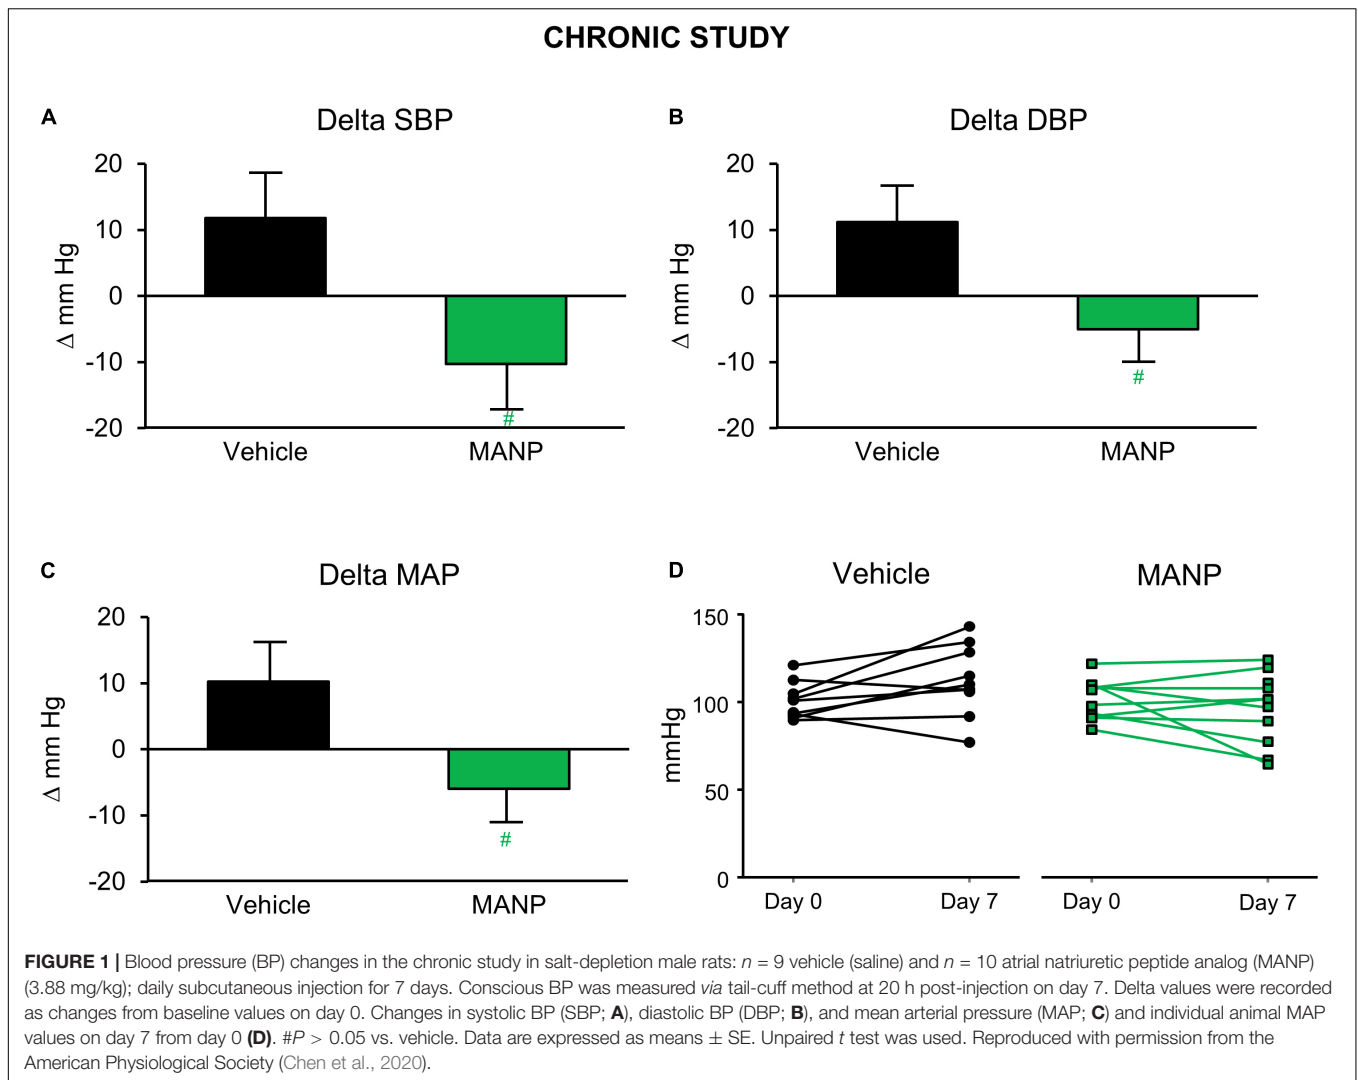 CHRONIC STUDY
A
Delta SBP
20
10
0
-10
-20
Δ mm Hg
#
Vehicle
MANP
B
Delta DBP
20
10
0
-10
-20
Δ mm Hg
#
Vehicle
MANP
C
Delta MAP
20
10
0
-10
-20
Δ mm Hg
#
Vehicle
MANP
D
Vehicle
MANP
150
100
50
0
mmHg
Day 0
Day 7
Day 0
Day 7
FIGURE 1 | Blood pressure (BP) changes in the chronic study in salt-depletion male rats: n = 9 vehicle (saline) and n = 10 atrial natriuretic peptide analog (MANP)
(3.88 mg/kg); daily subcutaneous injection for 7 days. Conscious BP was measured via tail-cuff method at 20 h post-injection on day 7. Delta values were recorded
as changes from baseline values on day 0. Changes in systolic BP (SBP; A), diastolic BP (DBP; B), and mean arterial pressure (MAP; C) and individual animal MAP
values on day 7 from day 0 (D). #P > 0.05 vs. vehicle. Data are expressed as means ± SE. Unpaired t test was used. Reproduced with permission from the
American Physiological Society (Chen et al., 2020).